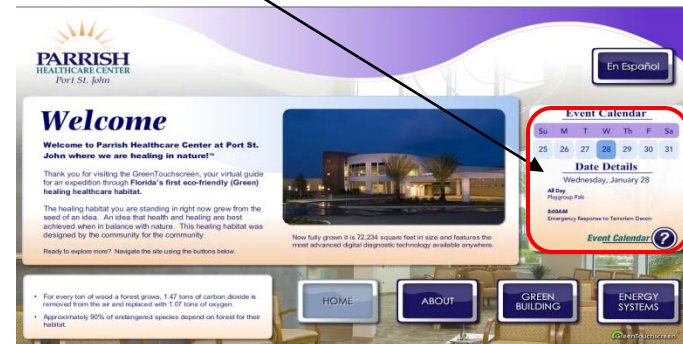 PARRISH
HEALTHCARE CENTER
Port St. John
En Español
Welcome
Welcome to Parrish Healthcare Center at Port St.
John where we are healing in nature!™
Thank you for visiting the GreenTouchscreen, your virtual guide
for an expedition through Florida's first eco-friendly (Green)
healing healthcare habitat.
The healing habitat you are standing in right now grew from the
seed of an idea. An idea that health and healing are best
achieved when in balance with nature. This healing habitat was
designed by the community for the community.
Ready to explore more? Navigate the site using the buttons below.
Now fully grown it is 72,234 square feet in size and features the
most advanced digital diagnostic technology available anywhere.
Event Calendar
Su M T W Th F Sa
25 26 27 28 29 30 31
Date Details
Wednesday, January 28
All Day
Playgroup Pals
9:00AM
Emergency Response to Terrorism Decon
Event Calendar ?
• For every ton of wood a forest grows, 1.47 tons of carbon dioxide is
removed from the air and replaced with 1.07 tons of oxygen.
• Approximately 90% of endangered species depend on forest for their
habitat.
HOME
ABOUT
GREEN
BUILDING
ENERGY
SYSTEMS
GreenTouchscreen